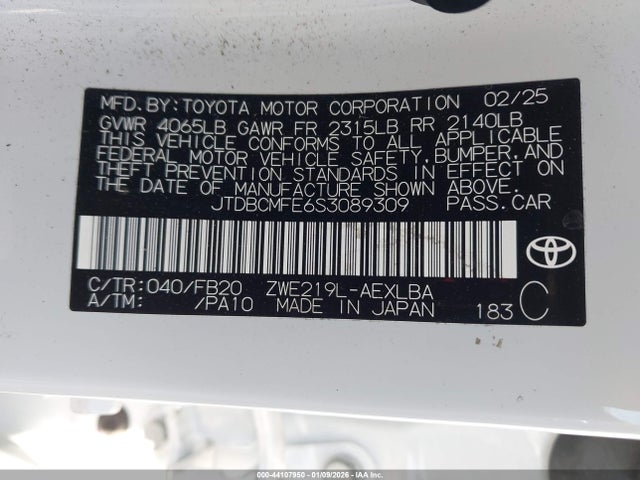 MFD.BY:TOYOTA MOTOR CORPORATION 02/25
GVWR 4065LB GAWR FR 2315LB RR 2140LB
THIS VEHICLE CONFORMS TO ALL APPLICABLE
FEDERAL MOTOR VEHICLE SAFETY,BUMPER,AND
THEFT PREVENTION STANDARDS IN EFFECT ON
THE DATE OF MANUFACTURE SHOWN ABOVE.
JTDBCMFE6S3089309 PASS.CAR
C/TR:040/FB20 ZWE219L-AEXLBA
A/TM: /PA10 MADE IN JAPAN 183 C
000-44107950 - 01/09/2026 - IAAI.COM